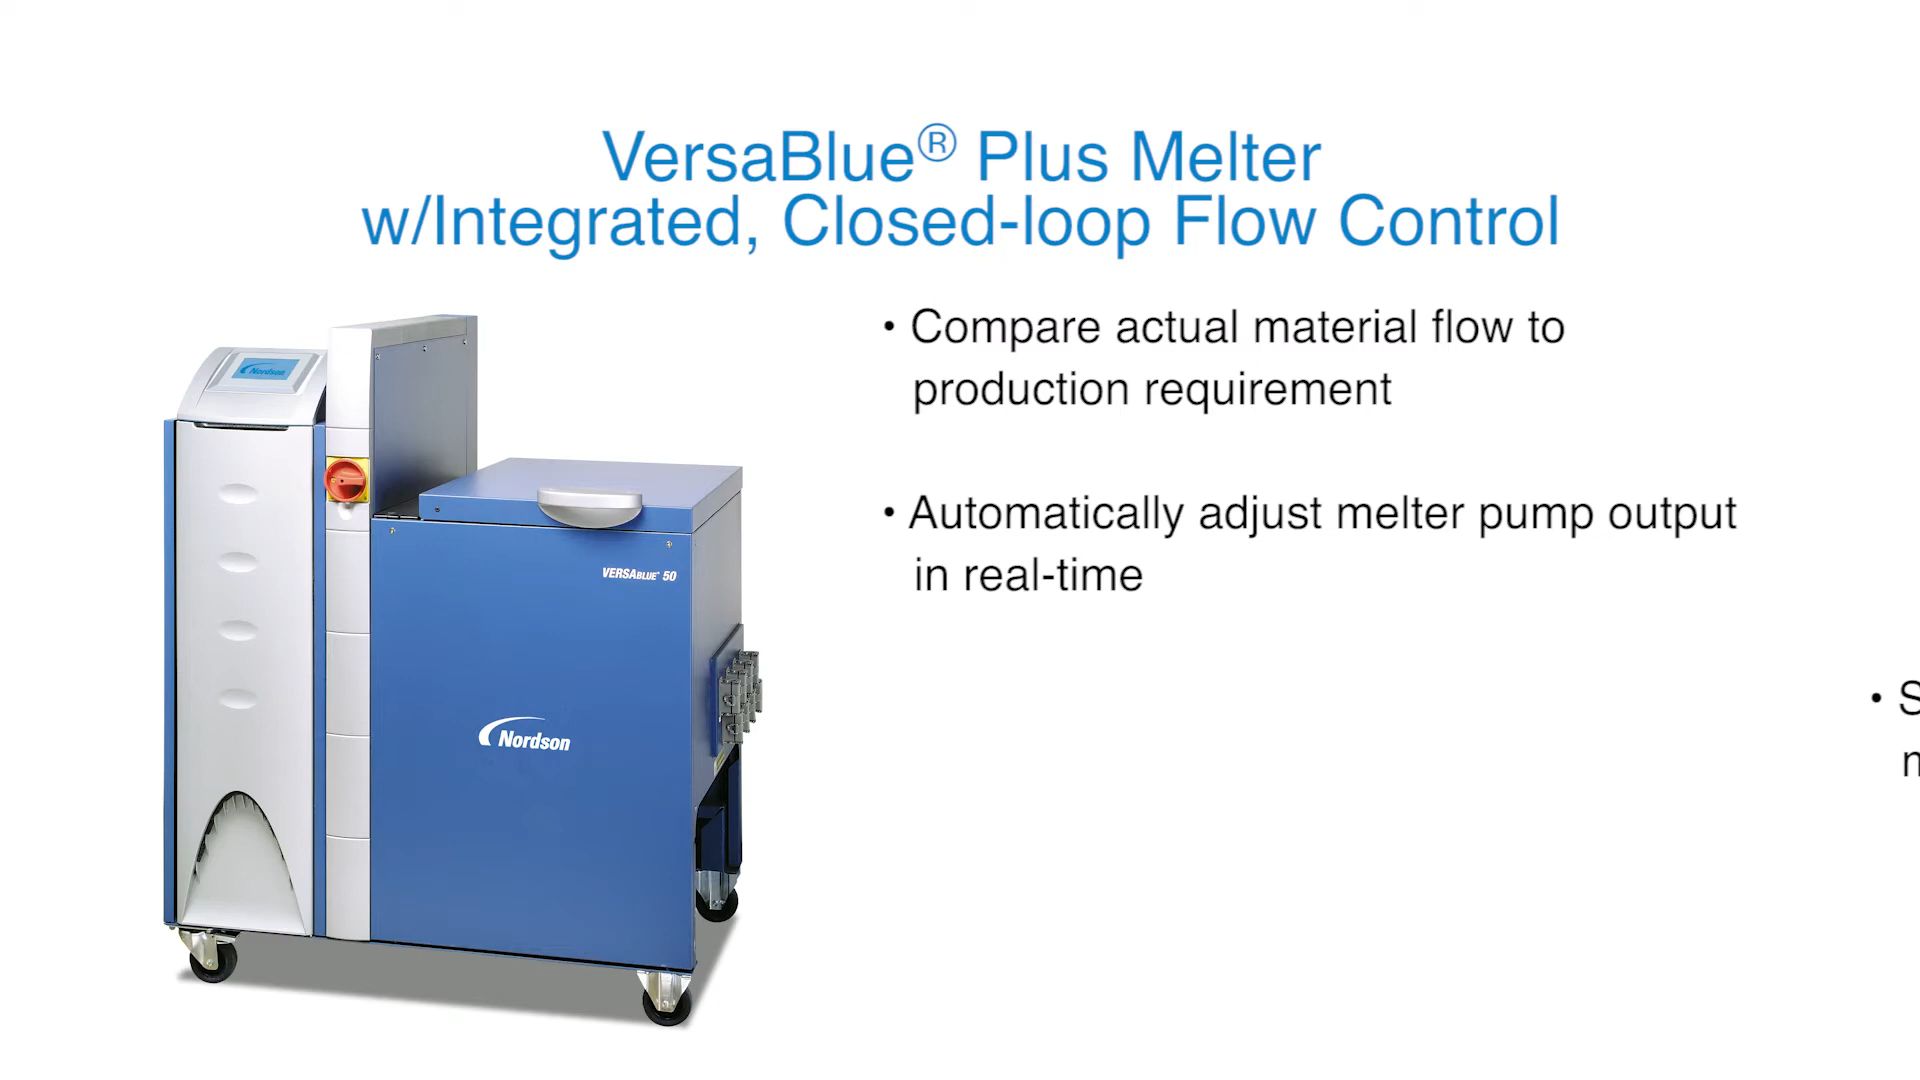 VersaBlue® Plus Melter
w/Integrated, Closed-loop Flow Control
• Compare actual material flow to
production requirement
• Automatically adjust melter pump output
in real-time
• S
Nordson
VERSABLUE 50
Nordson